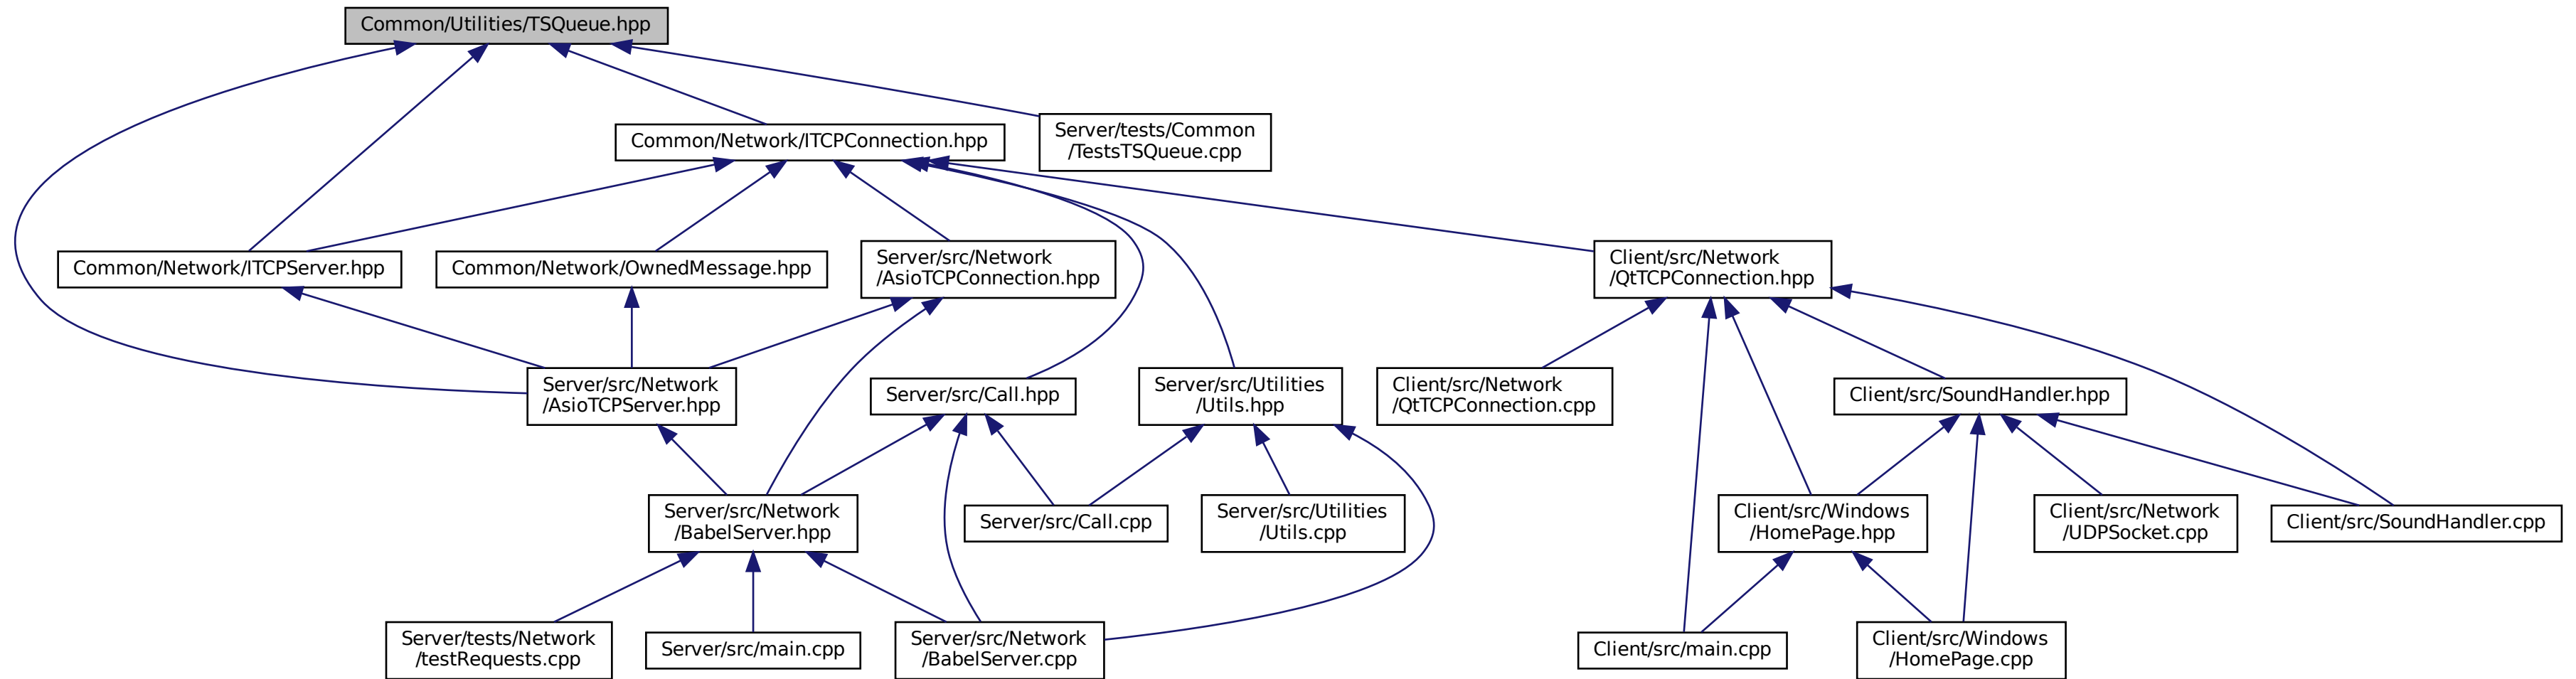 Common/Utilities/TSQueue.hpp
Common/Network/ITCPConnection.hpp
Server/tests/Common
/TestsTSQueue.cpp
Common/Network/ITCPServer.hpp
Common/Network/OwnedMessage.hpp
Server/src/Network
/AsioTCPConnection.hpp
Client/src/Network
/QtTCPConnection.hpp
Server/src/Network
/AsioTCPServer.hpp
Server/src/Call.hpp
Server/src/Utilities
/Utils.hpp
Client/src/Network
/QtTCPConnection.cpp
Client/src/SoundHandler.hpp
Server/src/Network
/BabelServer.hpp
Server/src/Call.cpp
Server/src/Utilities
/Utils.cpp
Client/src/Windows
/HomePage.hpp
Client/src/Network
/UDPSocket.cpp
Client/src/SoundHandler.cpp
Server/tests/Network
/testRequests.cpp
Server/src/main.cpp
Server/src/Network
/BabelServer.cpp
Client/src/main.cpp
Client/src/Windows
/HomePage.cpp